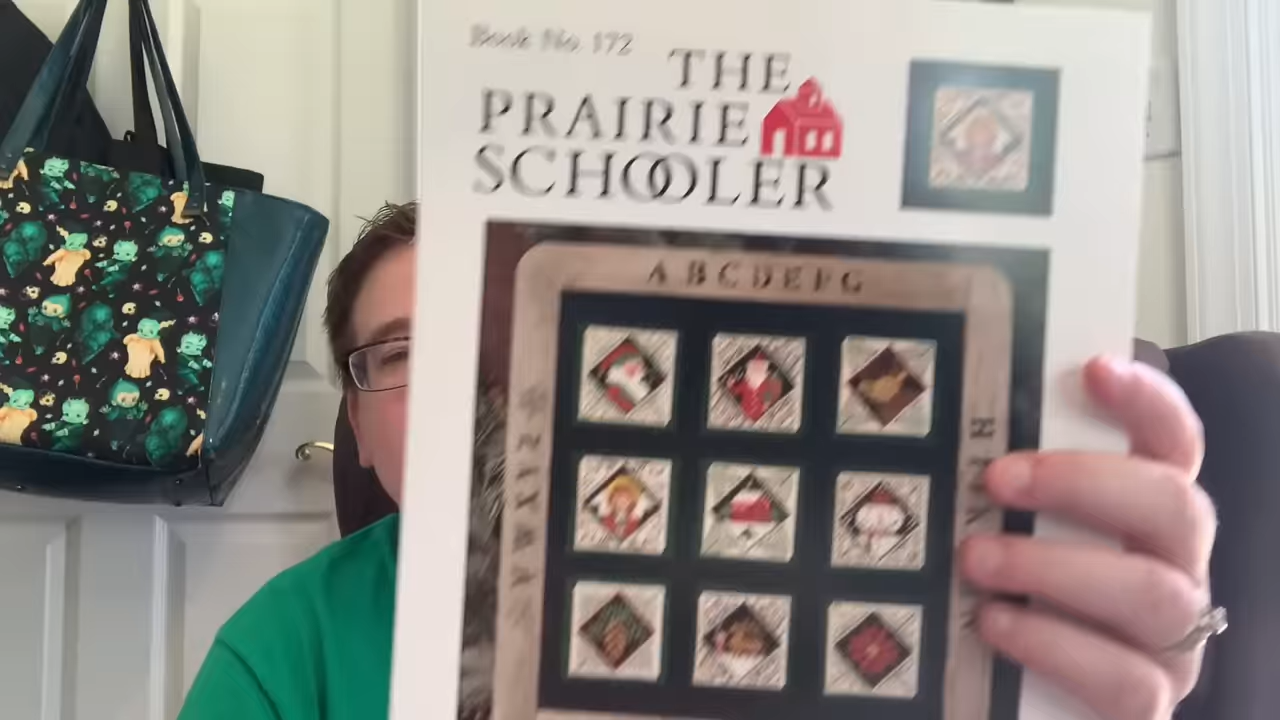 Book No. 172
THE
PRAIRIE
SCHOOLER
A B C D E F G